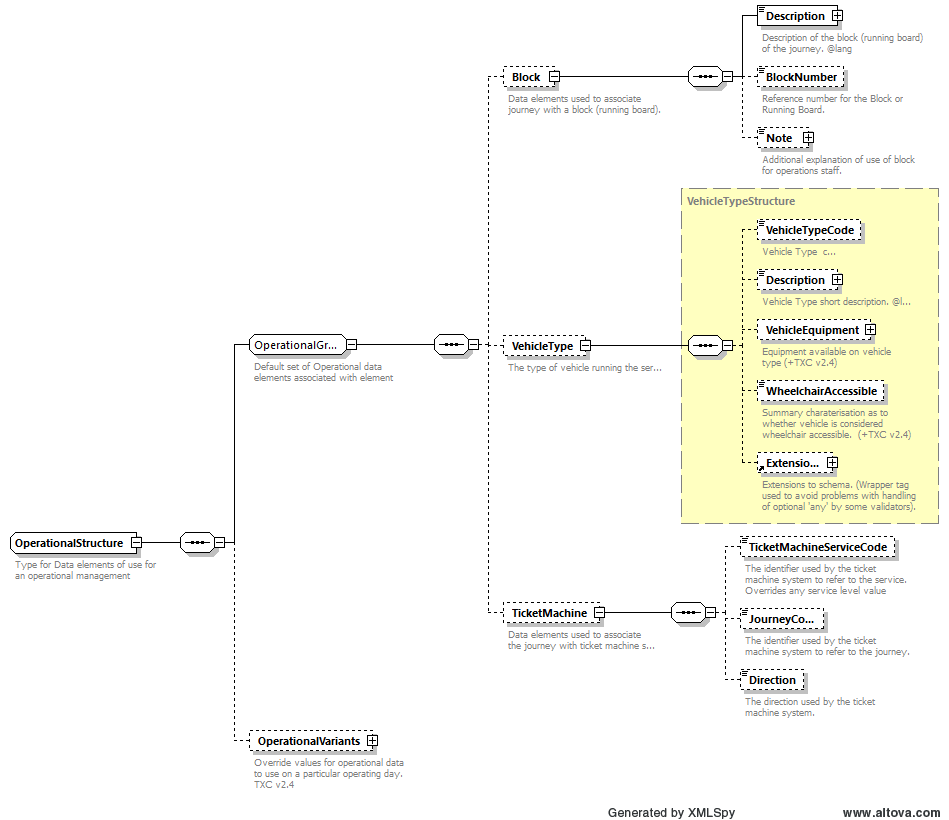 Description
Description of the block (running board)
of the journey. @lang
Block
Data elements used to associate
journey with a block (running board).
BlockNumber
Reference number for the Block or
Running Board.
Note
Additional explanation of use of block
for operations staff.
VehicleTypeStructure
VehicleTypeCode
Vehicle Type c...
Description
Vehicle Type short description. @l...
OperationalGr...
Default set of Operational data
elements associated with element
VehicleType
The type of vehicle running the ser...
VehicleEquipment
Equipment available on vehicle
type (+TXC v2.4)
WheelchairAccessible
Summary charaterisation as to
whether vehicle is considered
wheelchair accessible. (+TXC v2.4)
Extensio...
Extensions to schema. (Wrapper tag
used to avoid problems with handling
of optional 'any' by some validators).
OperationalStructure
Type for Data elements of use for
an operational management
TicketMachine
Data elements used to associate
the journey with ticket machine s...
TicketMachineServiceCode
The identifier used by the ticket
machine system to refer to the service.
Overrides any service level value
JourneyCo...
The identifier used by the ticket
machine system to refer to the journey.
Direction
The direction used by the ticket
machine system.
OperationalVariants
Override values for operational data
to use on a particular operating day.
TXC v2.4
Generated by XMLSpy
www.altova.com